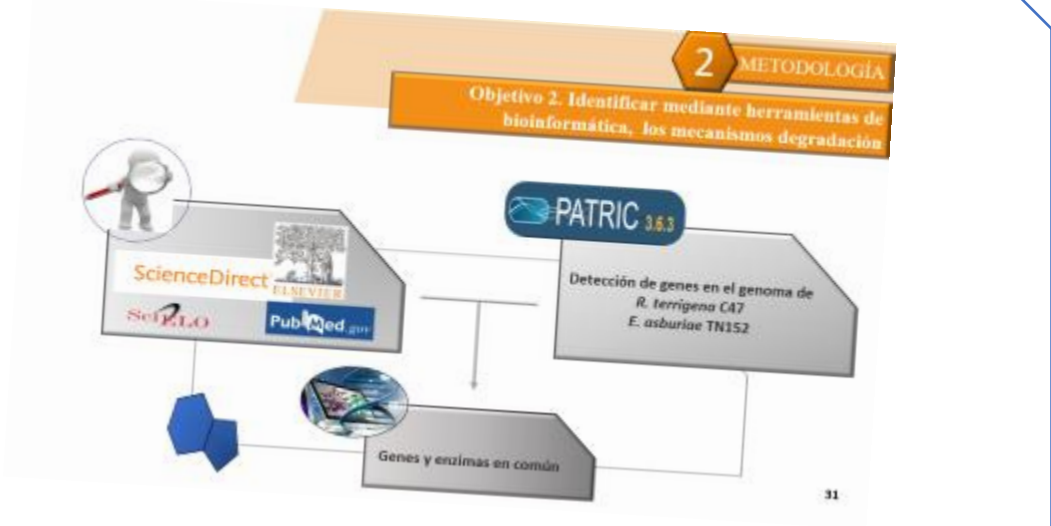 2
METODOLOGÍA
Objetivo 2. Identificar mediante herramientas de
bioinformática, los mecanismos degradación
PATRIC 3.6.3
ScienceDirect
ELSEVIER
SciELO
PubMed.gov
Detección de genes en el genoma de
R. terrigena C47
E. asburiae TN152
Genes y enzimas en común
31